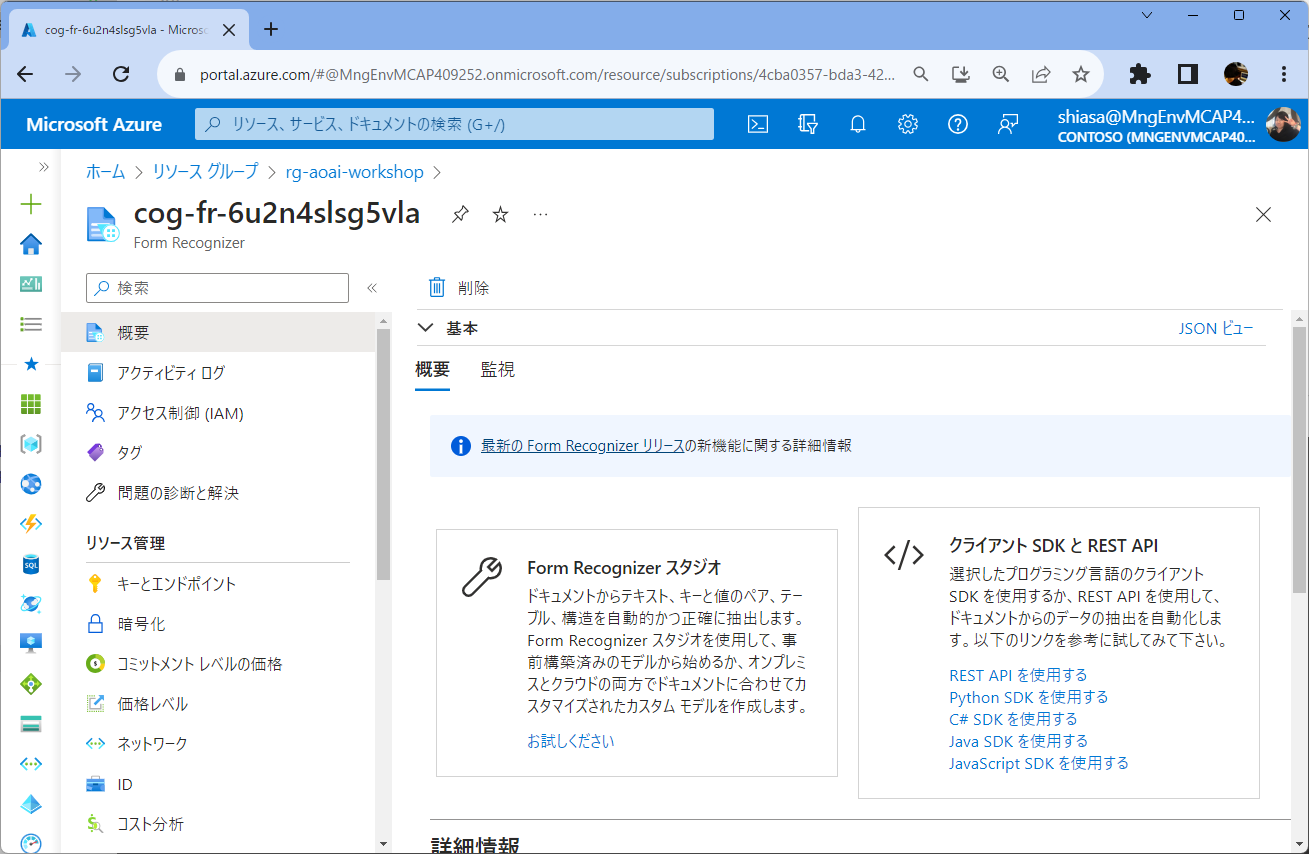 cog-fr-6u2n4slsg5vla - Micros
portal.azure.com/#@MngEnvMCAP409252.onmicrosoft.com/resource/subscriptions/4cba0357-bda3-42...
Microsoft Azure
リソース、サービス、ドキュメントの検索 (G+/)
shiasa@MngEnvMCAP4...
CONTOSO (MNGENVMCAP40...
ホーム > リソース グループ > rg-aoai-workshop >
cog-fr-6u2n4slsg5vla
Form Recognizer
検索
概要
アクティビティ ログ
アクセス制御 (IAM)
タグ
問題の診断と解決
リソース管理
キーとエンドポイント
暗号化
コミットメント レベルの価格
価格レベル
ネットワーク
ID
コスト分析
削除
基本
JSON ビュー
概要
監視
最新の Form Recognizer リリースの新機能に関する詳細情報
Form Recognizer スタジオ
ドキュメントからテキスト、キーと値のペア、テー
ブル、構造を自動的かつ正確に抽出します。
Form Recognizer スタジオを使用して、事
前構築済みのモデルから始めるか、オンプレミ
スとクラウドの両方でドキュメントに合わせてカ
スタマイズされたカスタム モデルを作成します。
お試しください
クライアント SDK と REST API
選択したプログラミング言語のクライアント
SDK を使用するか、REST API を使用して、
ドキュメントからのデータの抽出を自動化しま
す。以下のリンクを参考に試してみて下さい。
REST API を使用する
Python SDK を使用する
C# SDK を使用する
Java SDK を使用する
JavaScript SDK を使用する
詳細情報